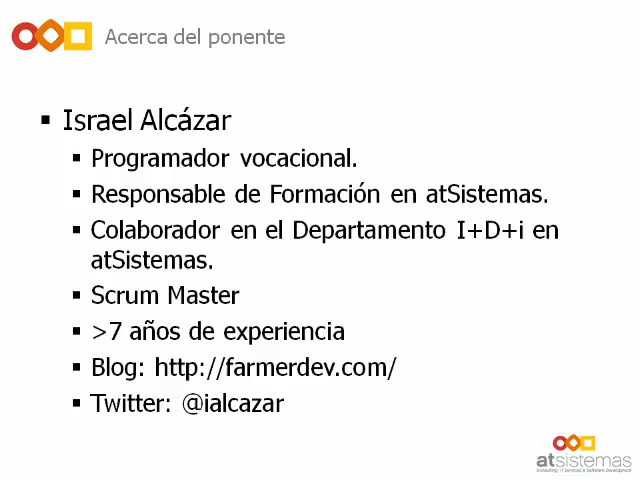 Acerca del ponente
Israel Alcázar
Programador vocacional.
Responsable de Formación en atSistemas.
Colaborador en el Departamento I+D+i en
atSistemas.
Scrum Master
>7 años de experiencia
Blog: http://farmerdev.com/
Twitter: @ialcazar
atsistemas
Consulting, IT Services & Software Development